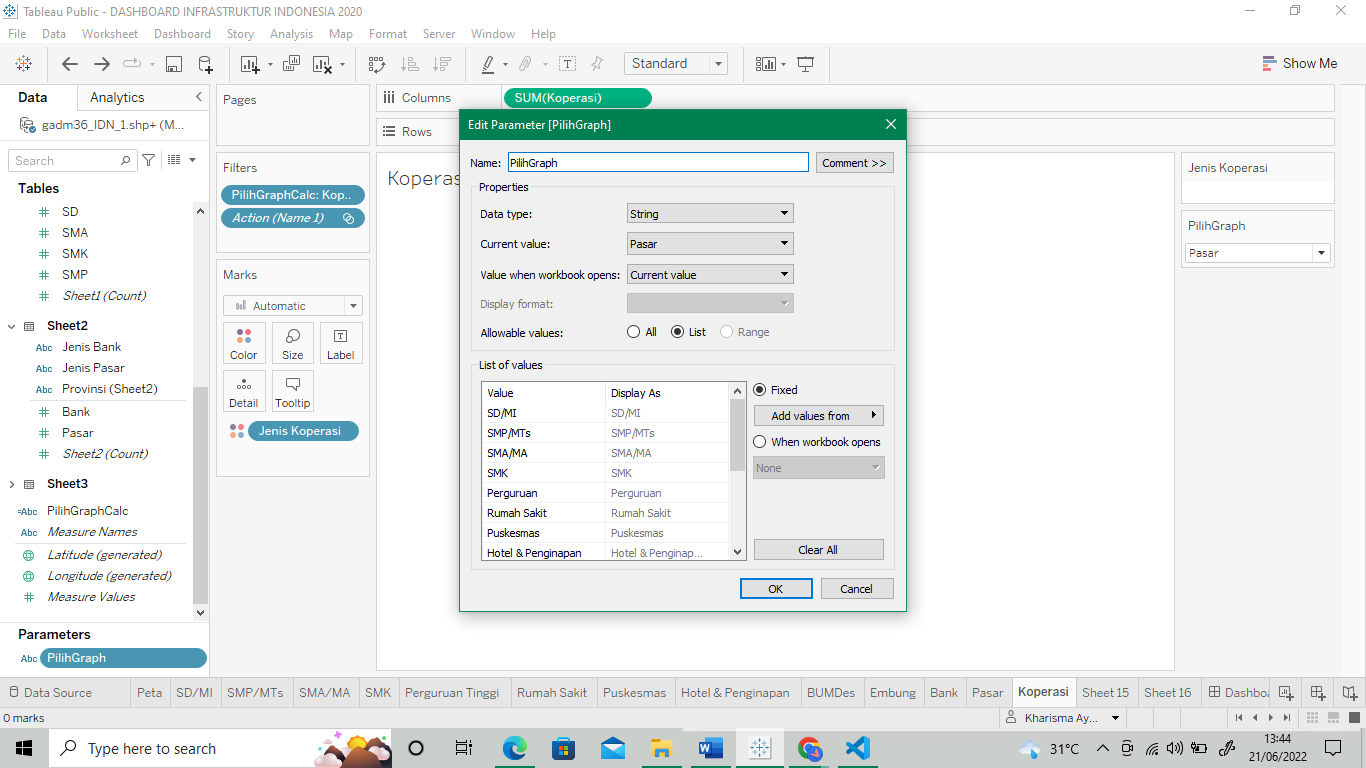 Tableau Public - DASHBOARD INFRASTRUKTUR INDONESIA 2020
File Data Worksheet Dashboard Story Analysis Map Format Server Window Help
Standard
Show Me
Data Analytics
gadm36_IDN_1.shp+ (M...
Search
Tables
SD
SMA
SMK
SMP
Sheet1 (Count)
Sheet2
Abc Jenis Bank
Abc Jenis Pasar
Abc Provinsi (Sheet2)
Bank
Pasar
Sheet2 (Count)
Sheet3
=Abc PilihGraphCalc
Abc Measure Names
Latitude (generated)
Longitude (generated)
Measure Values
Parameters
Abc PilihGraph
Pages
Filters
PilihGraphCalc: Kop..
Action (Name 1)
Marks
Automatic
Color Size Label
Detail Tooltip
Jenis Koperasi
Columns SUM(Koperasi)
Rows
Koperas
Edit Parameter [PilihGraph]
Name: PilihGraph Comment >>
Properties
Data type: String
Current value: Pasar
Value when workbook opens: Current value
Display format:
Allowable values: All List Range
List of values
Value Display As
SD/MI SD/MI
SMP/MTs SMP/MTs
SMA/MA SMA/MA
SMK SMK
Perguruan Perguruan
Rumah Sakit Rumah Sakit
Puskesmas Puskesmas
Hotel & Penginapan Hotel & Penginap...
Fixed
Add values from
When workbook opens
None
Clear All
OK Cancel
Jenis Koperasi
PilihGraph
Pasar
Data Source Peta SD/MI SMP/MTs SMA/MA SMK Perguruan Tinggi Rumah Sakit Puskesmas Hotel & Penginapan BUMDes Embung Bank Pasar Koperasi Sheet 15 Sheet 16 Dashboa
0 marks
Kharisma Ay...
Type here to search
31°C
13:44
21/06/2022